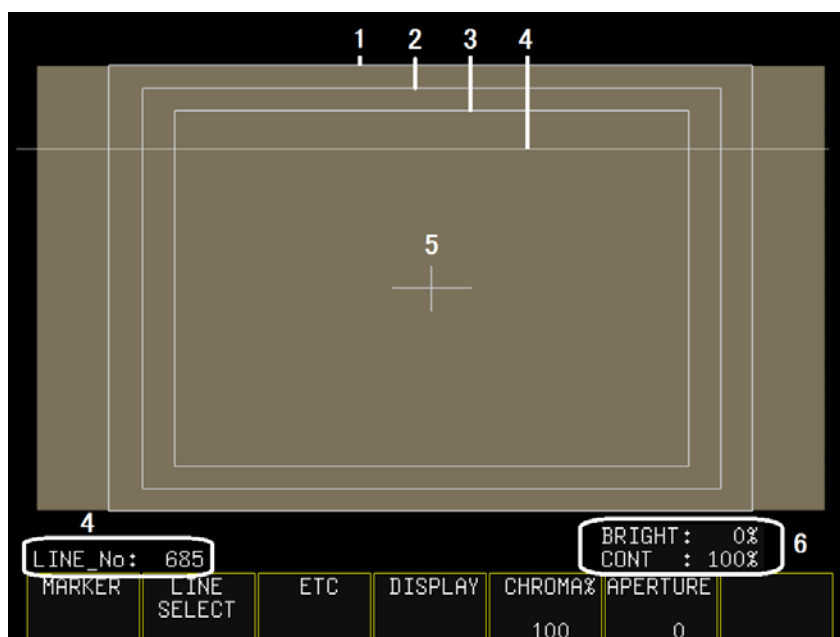 1 2 3 4
5
4
LINE_No: 685
BRIGHT: 0%
CONT : 100%
6
MARKER LINE SELECT ETC DISPLAY CHROMA% 100 APERTURE 0